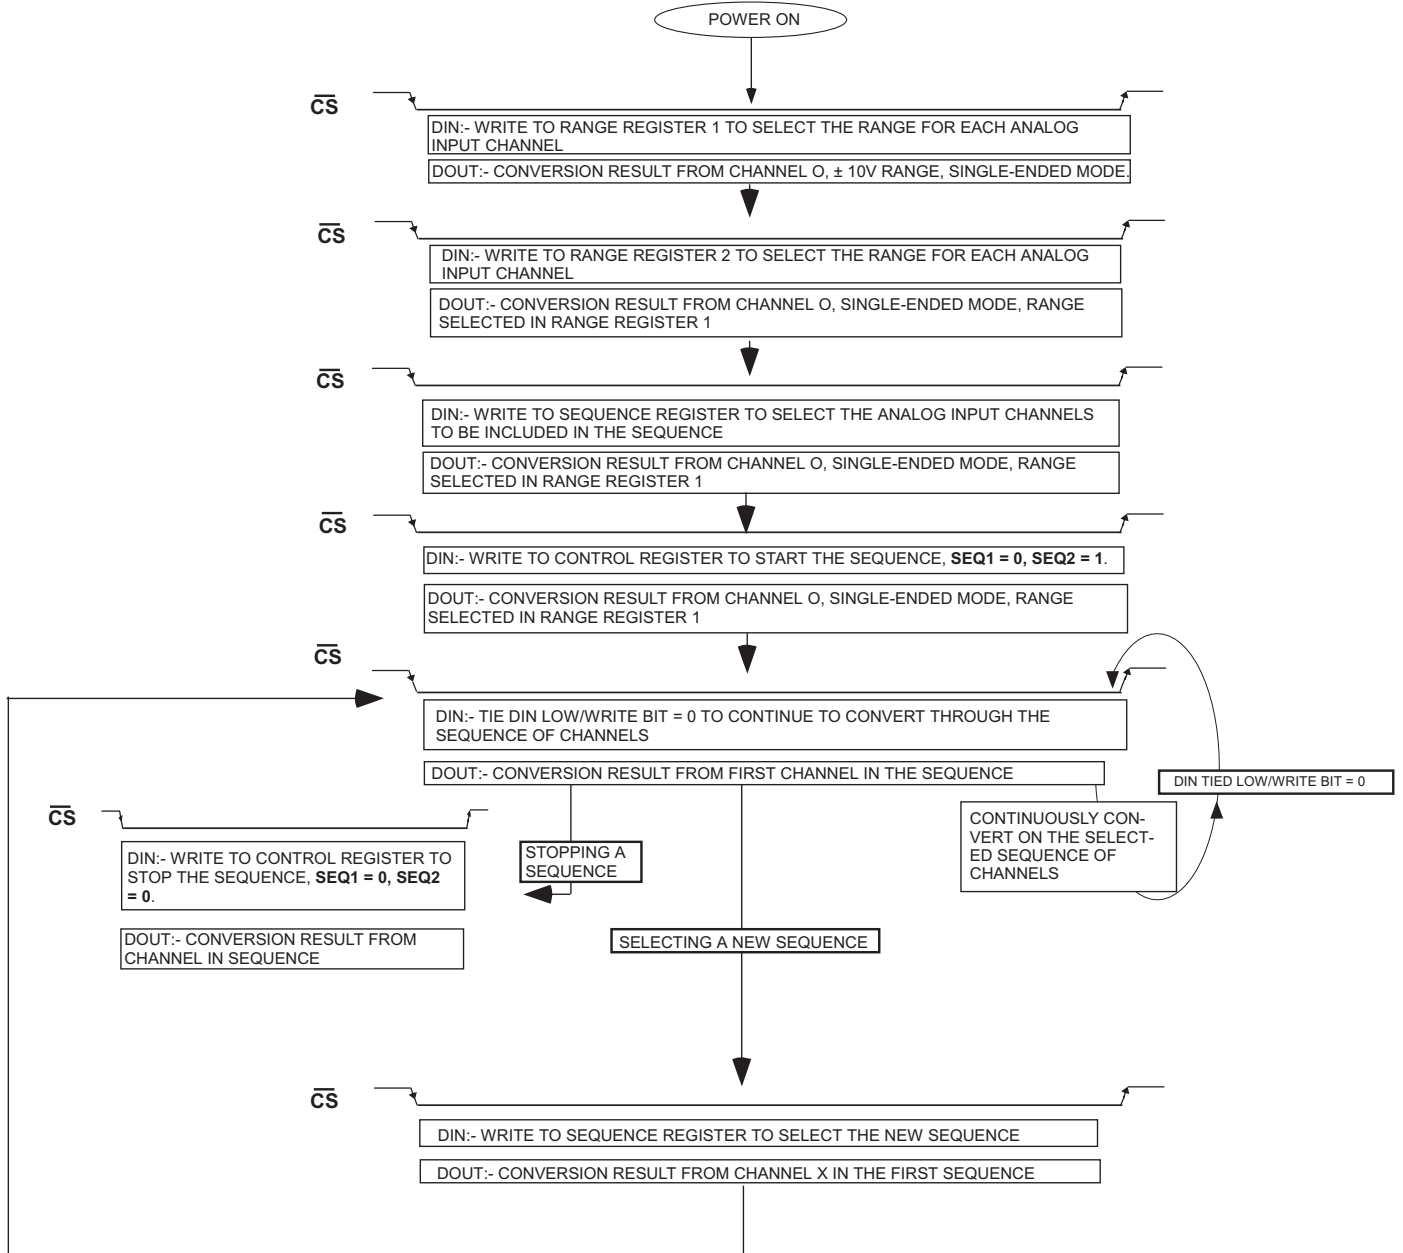 POWER ON
CS
DIN:- WRITE TO RANGE REGISTER 1 TO SELECT THE RANGE FOR EACH ANALOG
INPUT CHANNEL
DOUT:- CONVERSION RESULT FROM CHANNEL O, ± 10V RANGE, SINGLE-ENDED MODE.
CS
DIN:- WRITE TO RANGE REGISTER 2 TO SELECT THE RANGE FOR EACH ANALOG
INPUT CHANNEL
DOUT:- CONVERSION RESULT FROM CHANNEL O, SINGLE-ENDED MODE, RANGE
SELECTED IN RANGE REGISTER 1
CS
DIN:- WRITE TO SEQUENCE REGISTER TO SELECT THE ANALOG INPUT CHANNELS
TO BE INCLUDED IN THE SEQUENCE
DOUT:- CONVERSION RESULT FROM CHANNEL O, SINGLE-ENDED MODE, RANGE
SELECTED IN RANGE REGISTER 1
CS
DIN:- WRITE TO CONTROL REGISTER TO START THE SEQUENCE, SEQ1 = 0, SEQ2 = 1.
DOUT:- CONVERSION RESULT FROM CHANNEL O, SINGLE-ENDED MODE, RANGE
SELECTED IN RANGE REGISTER 1
CS
DIN:- TIE DIN LOW/WRITE BIT = 0 TO CONTINUE TO CONVERT THROUGH THE
SEQUENCE OF CHANNELS
DOUT:- CONVERSION RESULT FROM FIRST CHANNEL IN THE SEQUENCE
DIN TIED LOW/WRITE BIT = 0
CS
DIN:- WRITE TO CONTROL REGISTER TO
STOP THE SEQUENCE, SEQ1 = 0, SEQ2
= 0.
DOUT:- CONVERSION RESULT FROM
CHANNEL IN SEQUENCE
STOPPING A
SEQUENCE
CONTINUOUSLY CON-
VERT ON THE SELECT-
ED SEQUENCE OF
CHANNELS
SELECTING A NEW SEQUENCE
CS
DIN:- WRITE TO SEQUENCE REGISTER TO SELECT THE NEW SEQUENCE
DOUT:- CONVERSION RESULT FROM CHANNEL X IN THE FIRST SEQUENCE